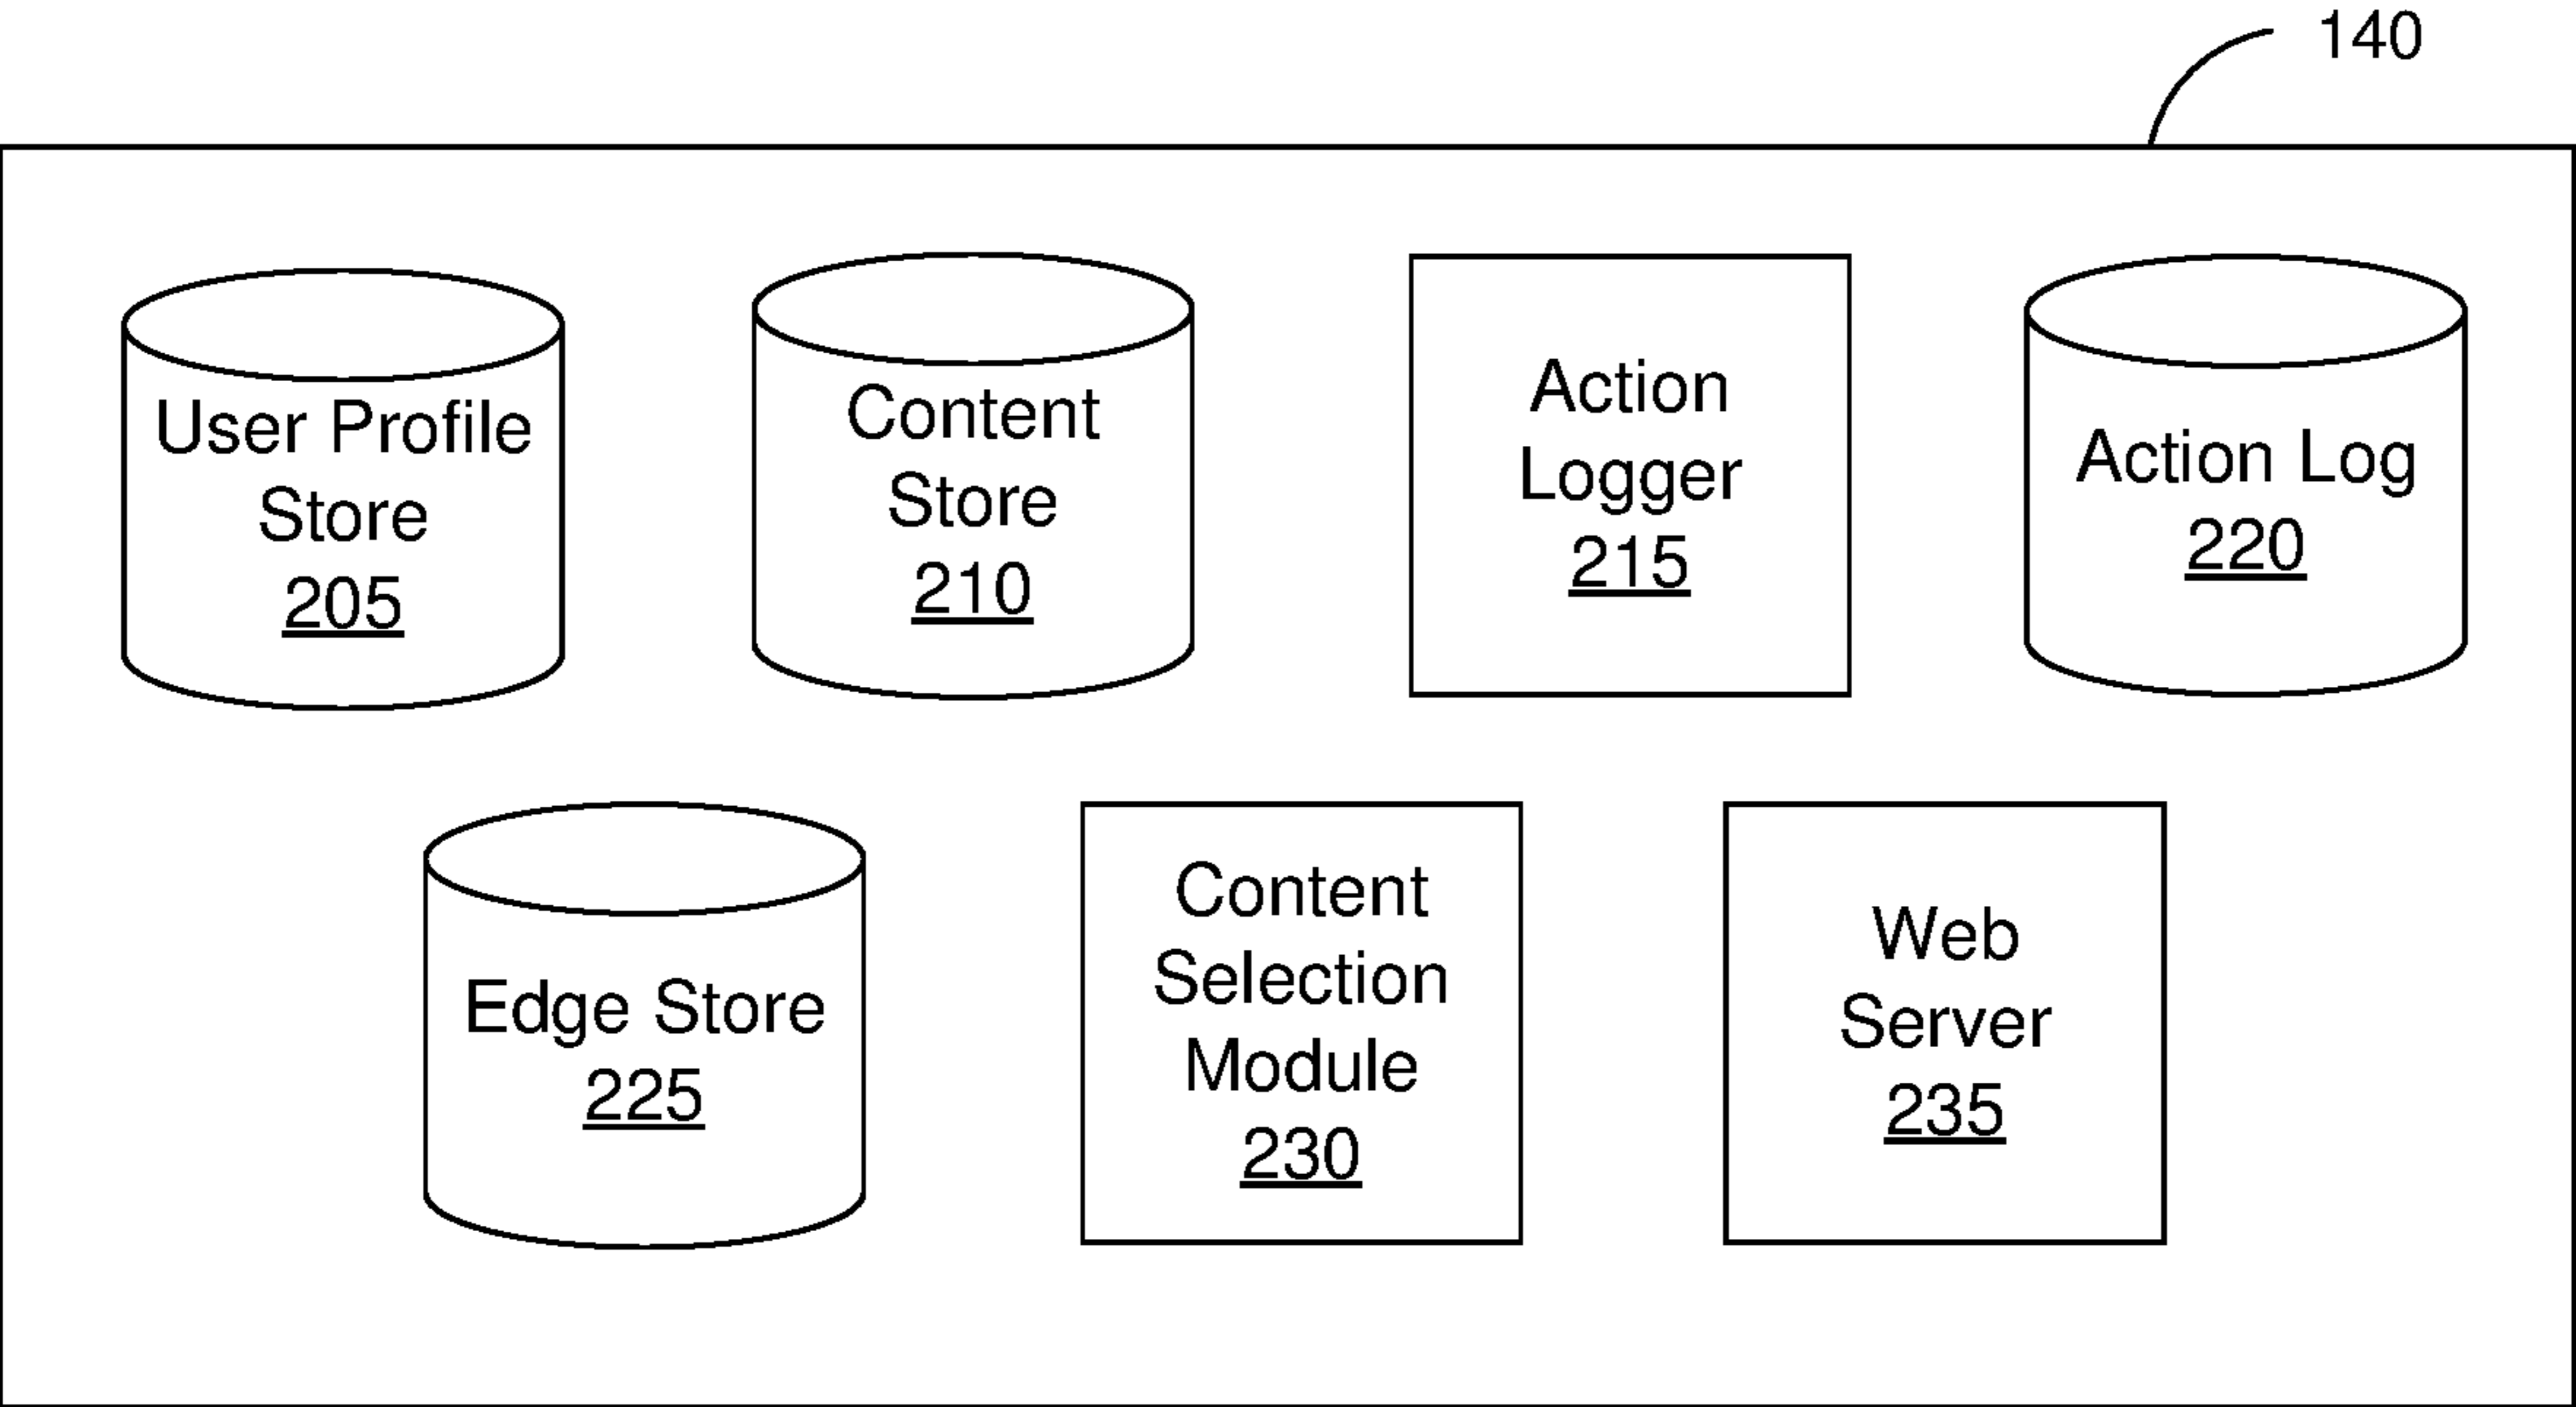 140
User Profile
Store
205
Content
Store
210
Action
Logger
215
Action Log
220
Edge Store
225
Content
Selection
Module
230
Web
Server
235